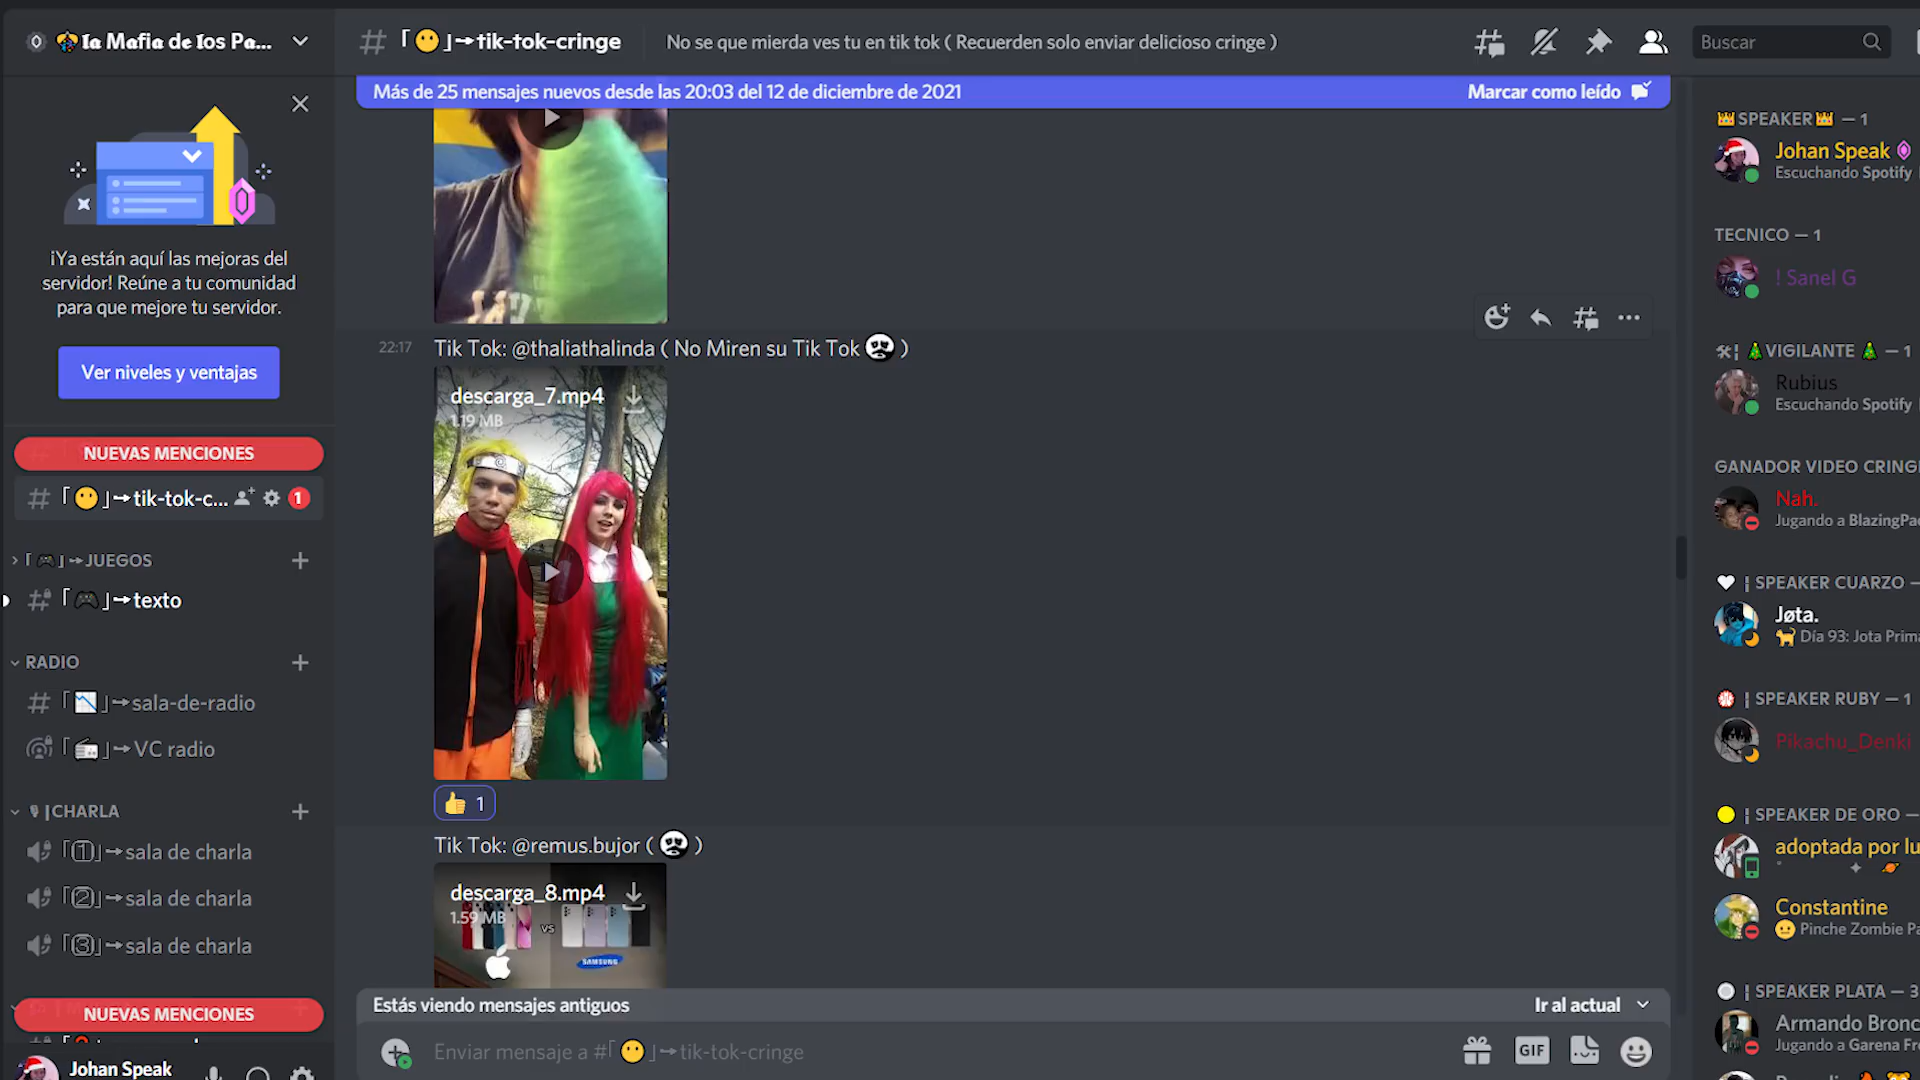 la Mafia de los Pa...
「😶」→tik-tok-cringe
No se que mierda ves tu en tik tok ( Recuerden solo enviar delicioso cringe )
Buscar
Más de 25 mensajes nuevos desde las 20:03 del 12 de diciembre de 2021
Marcar como leído
¡Ya están aquí las mejoras del
servidor! Reúne a tu comunidad
para que mejore tu servidor.
Ver niveles y ventajas
NUEVAS MENCIONES
「😶」→tik-tok-c...
1
「🎮」→JUEGOS
「🎮」→texto
RADIO
「📉」→sala-de-radio
「📻」→VC radio
🎙|CHARLA
「1」→sala de charla
「2」→sala de charla
「3」→sala de charla
NUEVAS MENCIONES
Johan Speak
22:17
Tik Tok: @thaliathalinda ( No Miren su Tik Tok 😎 )
descarga_7.mp4
1.19 MB
👍 1
Tik Tok: @remus.bujor ( 😎 )
descarga_8.mp4
1.59 MB
VS
SAMSUNG
Estás viendo mensajes antiguos
Ir al actual
Enviar mensaje a #「😶」→tik-tok-cringe
GIF
👑SPEAKER👑 — 1
Johan Speak
Escuchando Spotify
TECNICO — 1
! Sanel G
🛠¦ 🎄VIGILANTE 🎄 — 1
Rubius
Escuchando Spotify
GANADOR VIDEO CRINGE
Nah.
Jugando a BlazingPac
🤍 ¦ SPEAKER CUARZO —
Jøta.
Día 93: Jota Prima
¦ SPEAKER RUBY — 1
Pikachu_Denki
🟡 ¦ SPEAKER DE ORO —
adoptada por lu
Constantine
😐 Pinche Zombie Pa
⚪ ¦ SPEAKER PLATA — 3
Armando Bronc
Jugando a Garena Fre